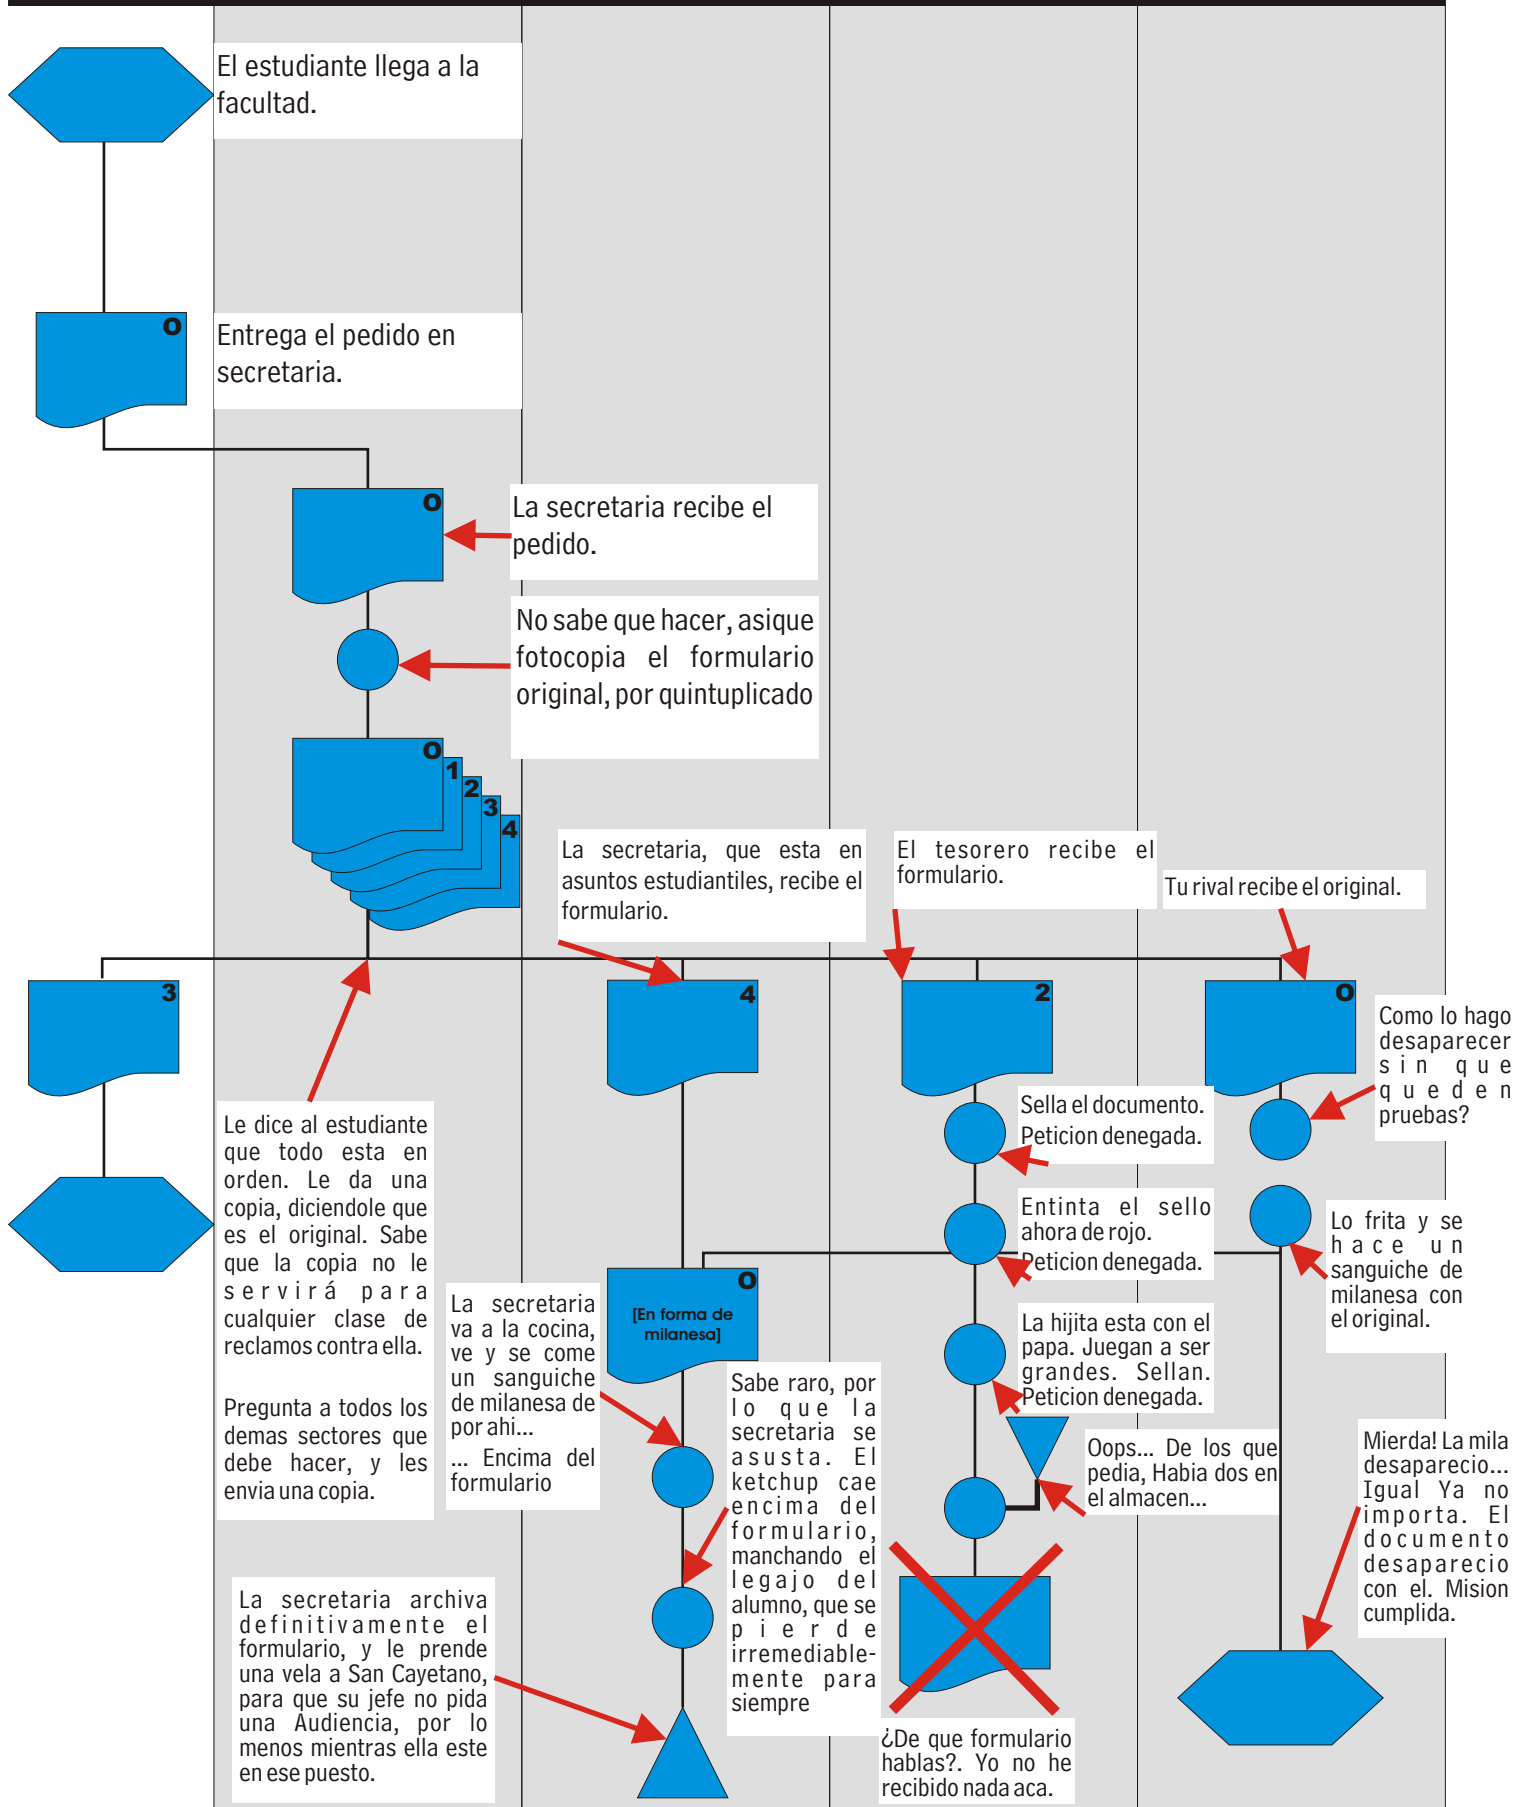 El estudiante llega a la
facultad.
O
Entrega el pedido en
secretaria.
O
La secretaria recibe el
pedido.
No sabe que hacer, asique
fotocopia el formulario
original, por quintuplicado
O
1
2
3
4
La secretaria, que esta en
asuntos estudiantiles, recibe el
formulario.
El tesorero recibe el
formulario.
Tu rival recibe el original.
3
4
2
O
Como lo hago
desaparecer
sin que
queden
pruebas?
Le dice al estudiante
que todo esta en
orden. Le da una
copia, diciendole que
es el original. Sabe
que la copia no le
servirá para
cualquier clase de
reclamos contra ella.
Pregunta a todos los
demas sectores que
debe hacer, y les
envia una copia.
Sella el documento.
Peticion denegada.
Entinta el sello
ahora de rojo.
Peticion denegada.
Lo frita y se
hace un
sanguiche de
milanesa con
el original.
O
[En forma de
milanesa]
La secretaria
va a la cocina,
ve y se come
un sanguiche
de milanesa de
por ahi...
... Encima del
formulario
La hijita esta con el
papa. Juegan a ser
grandes. Sellan.
Peticion denegada.
Sabe raro, por
lo que la
secretaria se
asusta. El
ketchup cae
encima del
formulario,
manchando el
legajo del
alumno, que se
pierde
irremediable-
mente para
siempre
Oops... De los que
pedia, Habia dos en
el almacen...
Mierda! La mila
desaparecio...
Igual Ya no
importa. El
documento
desaparecio
con el. Mision
cumplida.
La secretaria archiva
definitivamente el
formulario, y le prende
una vela a San Cayetano,
para que su jefe no pida
una Audiencia, por lo
menos mientras ella este
en ese puesto.
¿De que formulario
hablas?. Yo no he
recibido nada aca.